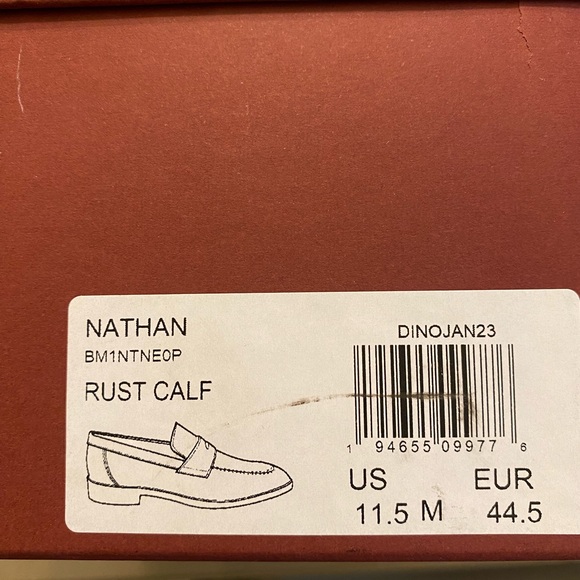 NATHAN
BM1NTNE0P
RUST CALF
DINOJAN23
1 94655 09977 6
US EUR
11.5 M 44.5